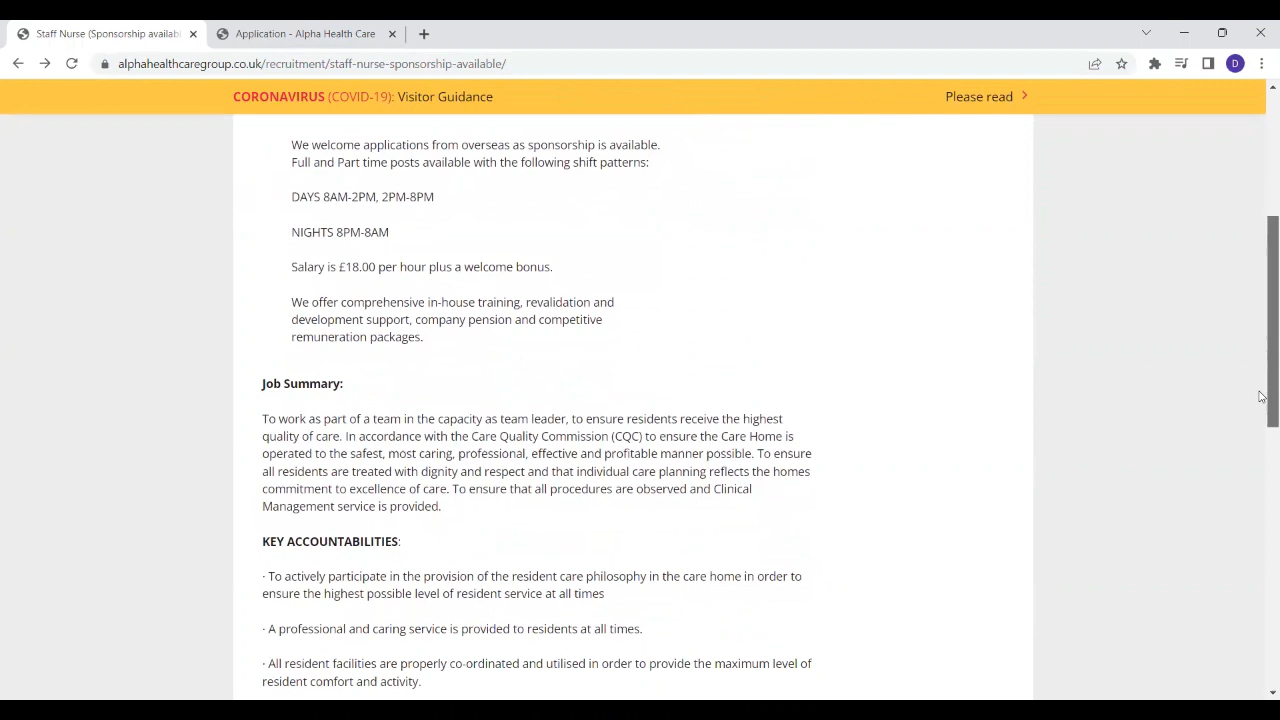 Staff Nurse (Sponsorship availab
Application - Alpha Health Care
alphahealthcaregroup.co.uk/recruitment/staff-nurse-sponsorship-available/
D
CORONAVIRUS (COVID-19): Visitor Guidance
Please read
We welcome applications from overseas as sponsorship is available.
Full and Part time posts available with the following shift patterns:
DAYS 8AM-2PM, 2PM-8PM
NIGHTS 8PM-8AM
Salary is £18.00 per hour plus a welcome bonus.
We offer comprehensive in-house training, revalidation and
development support, company pension and competitive
remuneration packages.
Job Summary:
To work as part of a team in the capacity as team leader, to ensure residents receive the highest
quality of care. In accordance with the Care Quality Commission (CQC) to ensure the Care Home is
operated to the safest, most caring, professional, effective and profitable manner possible. To ensure
all residents are treated with dignity and respect and that individual care planning reflects the homes
commitment to excellence of care. To ensure that all procedures are observed and Clinical
Management service is provided.
KEY ACCOUNTABILITIES:
· To actively participate in the provision of the resident care philosophy in the care home in order to
ensure the highest possible level of resident service at all times
· A professional and caring service is provided to residents at all times.
· All resident facilities are properly co-ordinated and utilised in order to provide the maximum level of
resident comfort and activity.